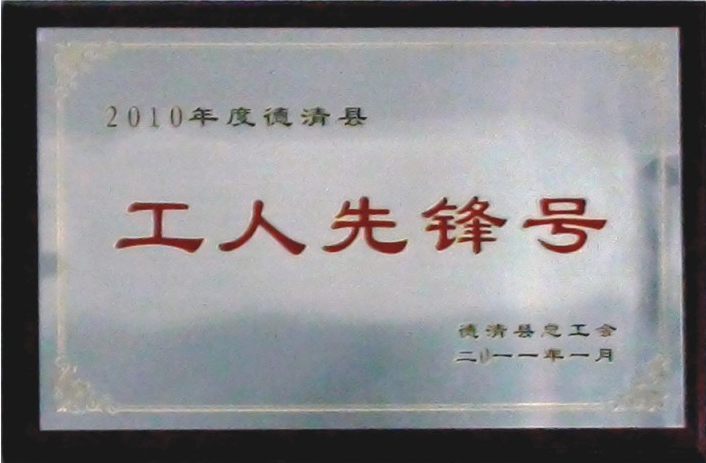 2010年度德清县
工人先锋号
德清县总工会
二0一一年一月